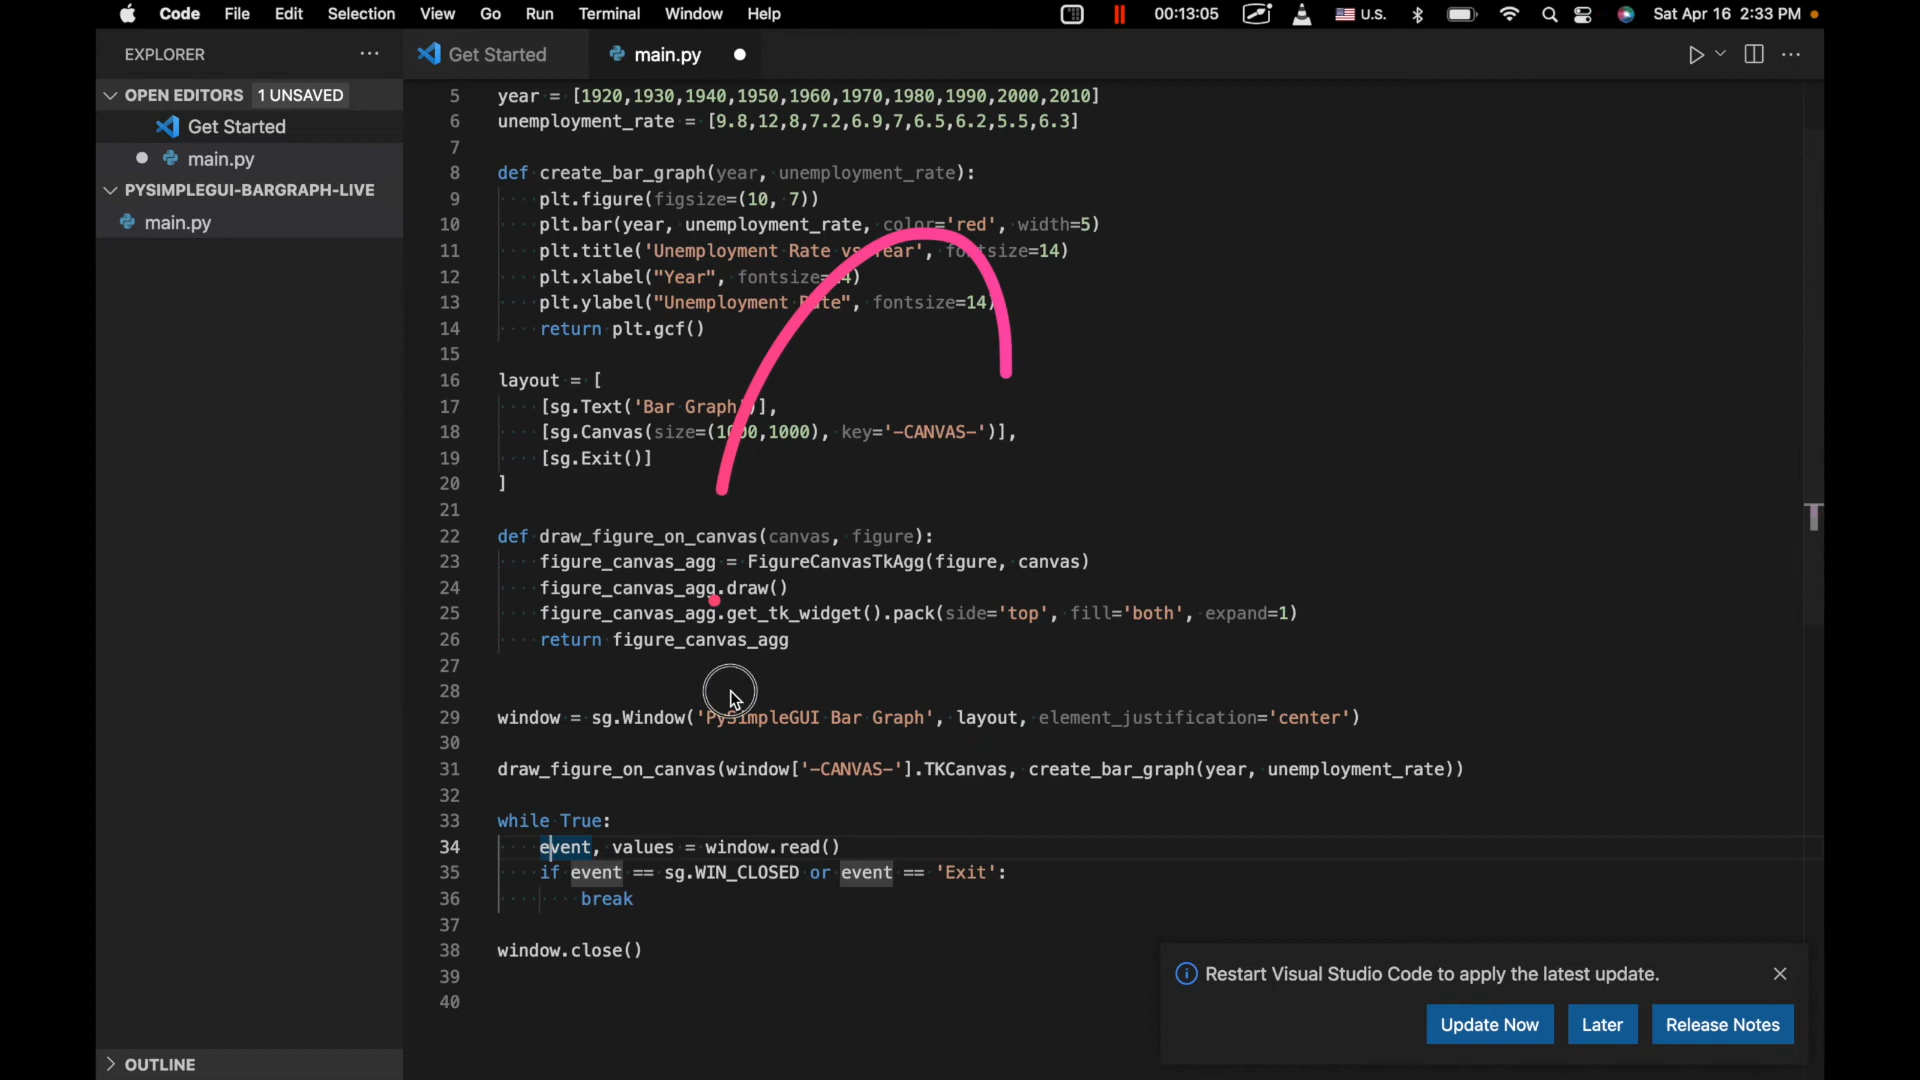 Code File Edit Selection View Go Run Terminal Window Help 00:13:05 U.S. Sat Apr 16 2:33 PM
EXPLORER ··· Get Started main.py ···
OPEN EDITORS 1 UNSAVED
Get Started
main.py
PYSIMPLEGUI-BARGRAPH-LIVE
main.py
OUTLINE
5 year = [1920,1930,1940,1950,1960,1970,1980,1990,2000,2010]
6 unemployment_rate = [9.8,12,8,7.2,6.9,7,6.5,6.2,5.5,6.3]
7
8 def create_bar_graph(year, unemployment_rate):
9 plt.figure(figsize=(10, 7))
10 plt.bar(year, unemployment_rate, color='red', width=5)
11 plt.title('Unemployment Rate vs Year', fontsize=14)
12 plt.xlabel("Year", fontsize=14)
13 plt.ylabel("Unemployment Rate", fontsize=14)
14 return plt.gcf()
15
16 layout = [
17 [sg.Text('Bar Graph')],
18 [sg.Canvas(size=(1000,1000), key='-CANVAS-')],
19 [sg.Exit()]
20 ]
21
22 def draw_figure_on_canvas(canvas, figure):
23 figure_canvas_agg = FigureCanvasTkAgg(figure, canvas)
24 figure_canvas_agg.draw()
25 figure_canvas_agg.get_tk_widget().pack(side='top', fill='both', expand=1)
26 return figure_canvas_agg
27
28
29 window = sg.Window('PySimpleGUI Bar Graph', layout, element_justification='center')
30
31 draw_figure_on_canvas(window['-CANVAS-'].TKCanvas, create_bar_graph(year, unemployment_rate))
32
33 while True:
34 event, values = window.read()
35 if event == sg.WIN_CLOSED or event == 'Exit':
36 break
37
38 window.close()
39
40
Restart Visual Studio Code to apply the latest update.
Update Now Later Release Notes